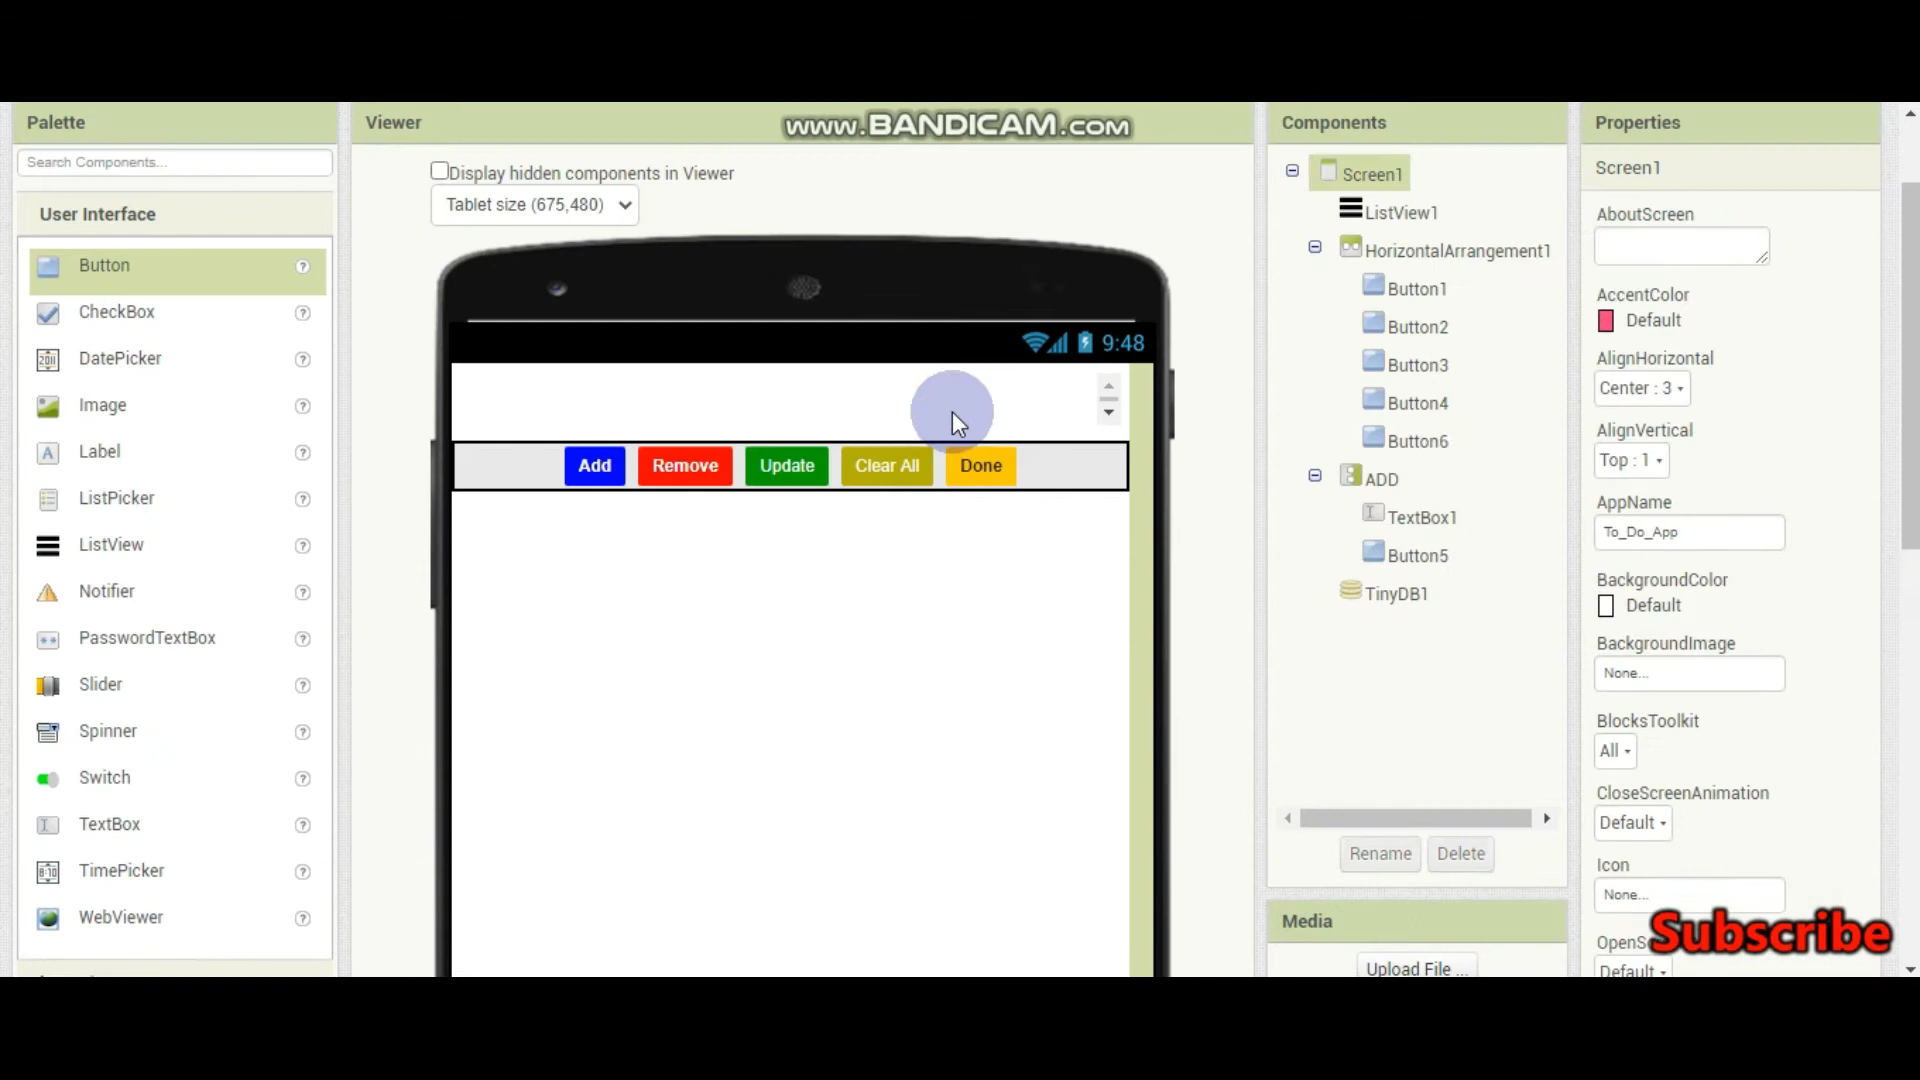 Palette
Search Components...
User Interface
Button
CheckBox
DatePicker
Image
Label
ListPicker
ListView
Notifier
PasswordTextBox
Slider
Spinner
Switch
TextBox
TimePicker
WebViewer
Viewer
www.BANDICAM.com
Display hidden components in Viewer
Tablet size (675,480)
9:48
Add Remove Update Clear All Done
Components
Screen1
ListView1
HorizontalArrangement1
Button1
Button2
Button3
Button4
Button6
ADD
TextBox1
Button5
TinyDB1
Rename Delete
Media
Upload File ...
Properties
Screen1
AboutScreen
AccentColor
Default
AlignHorizontal
Center : 3
AlignVertical
Top : 1
AppName
To_Do_App
BackgroundColor
Default
BackgroundImage
None...
BlocksToolkit
All
CloseScreenAnimation
Default
Icon
None...
Subscribe
Default